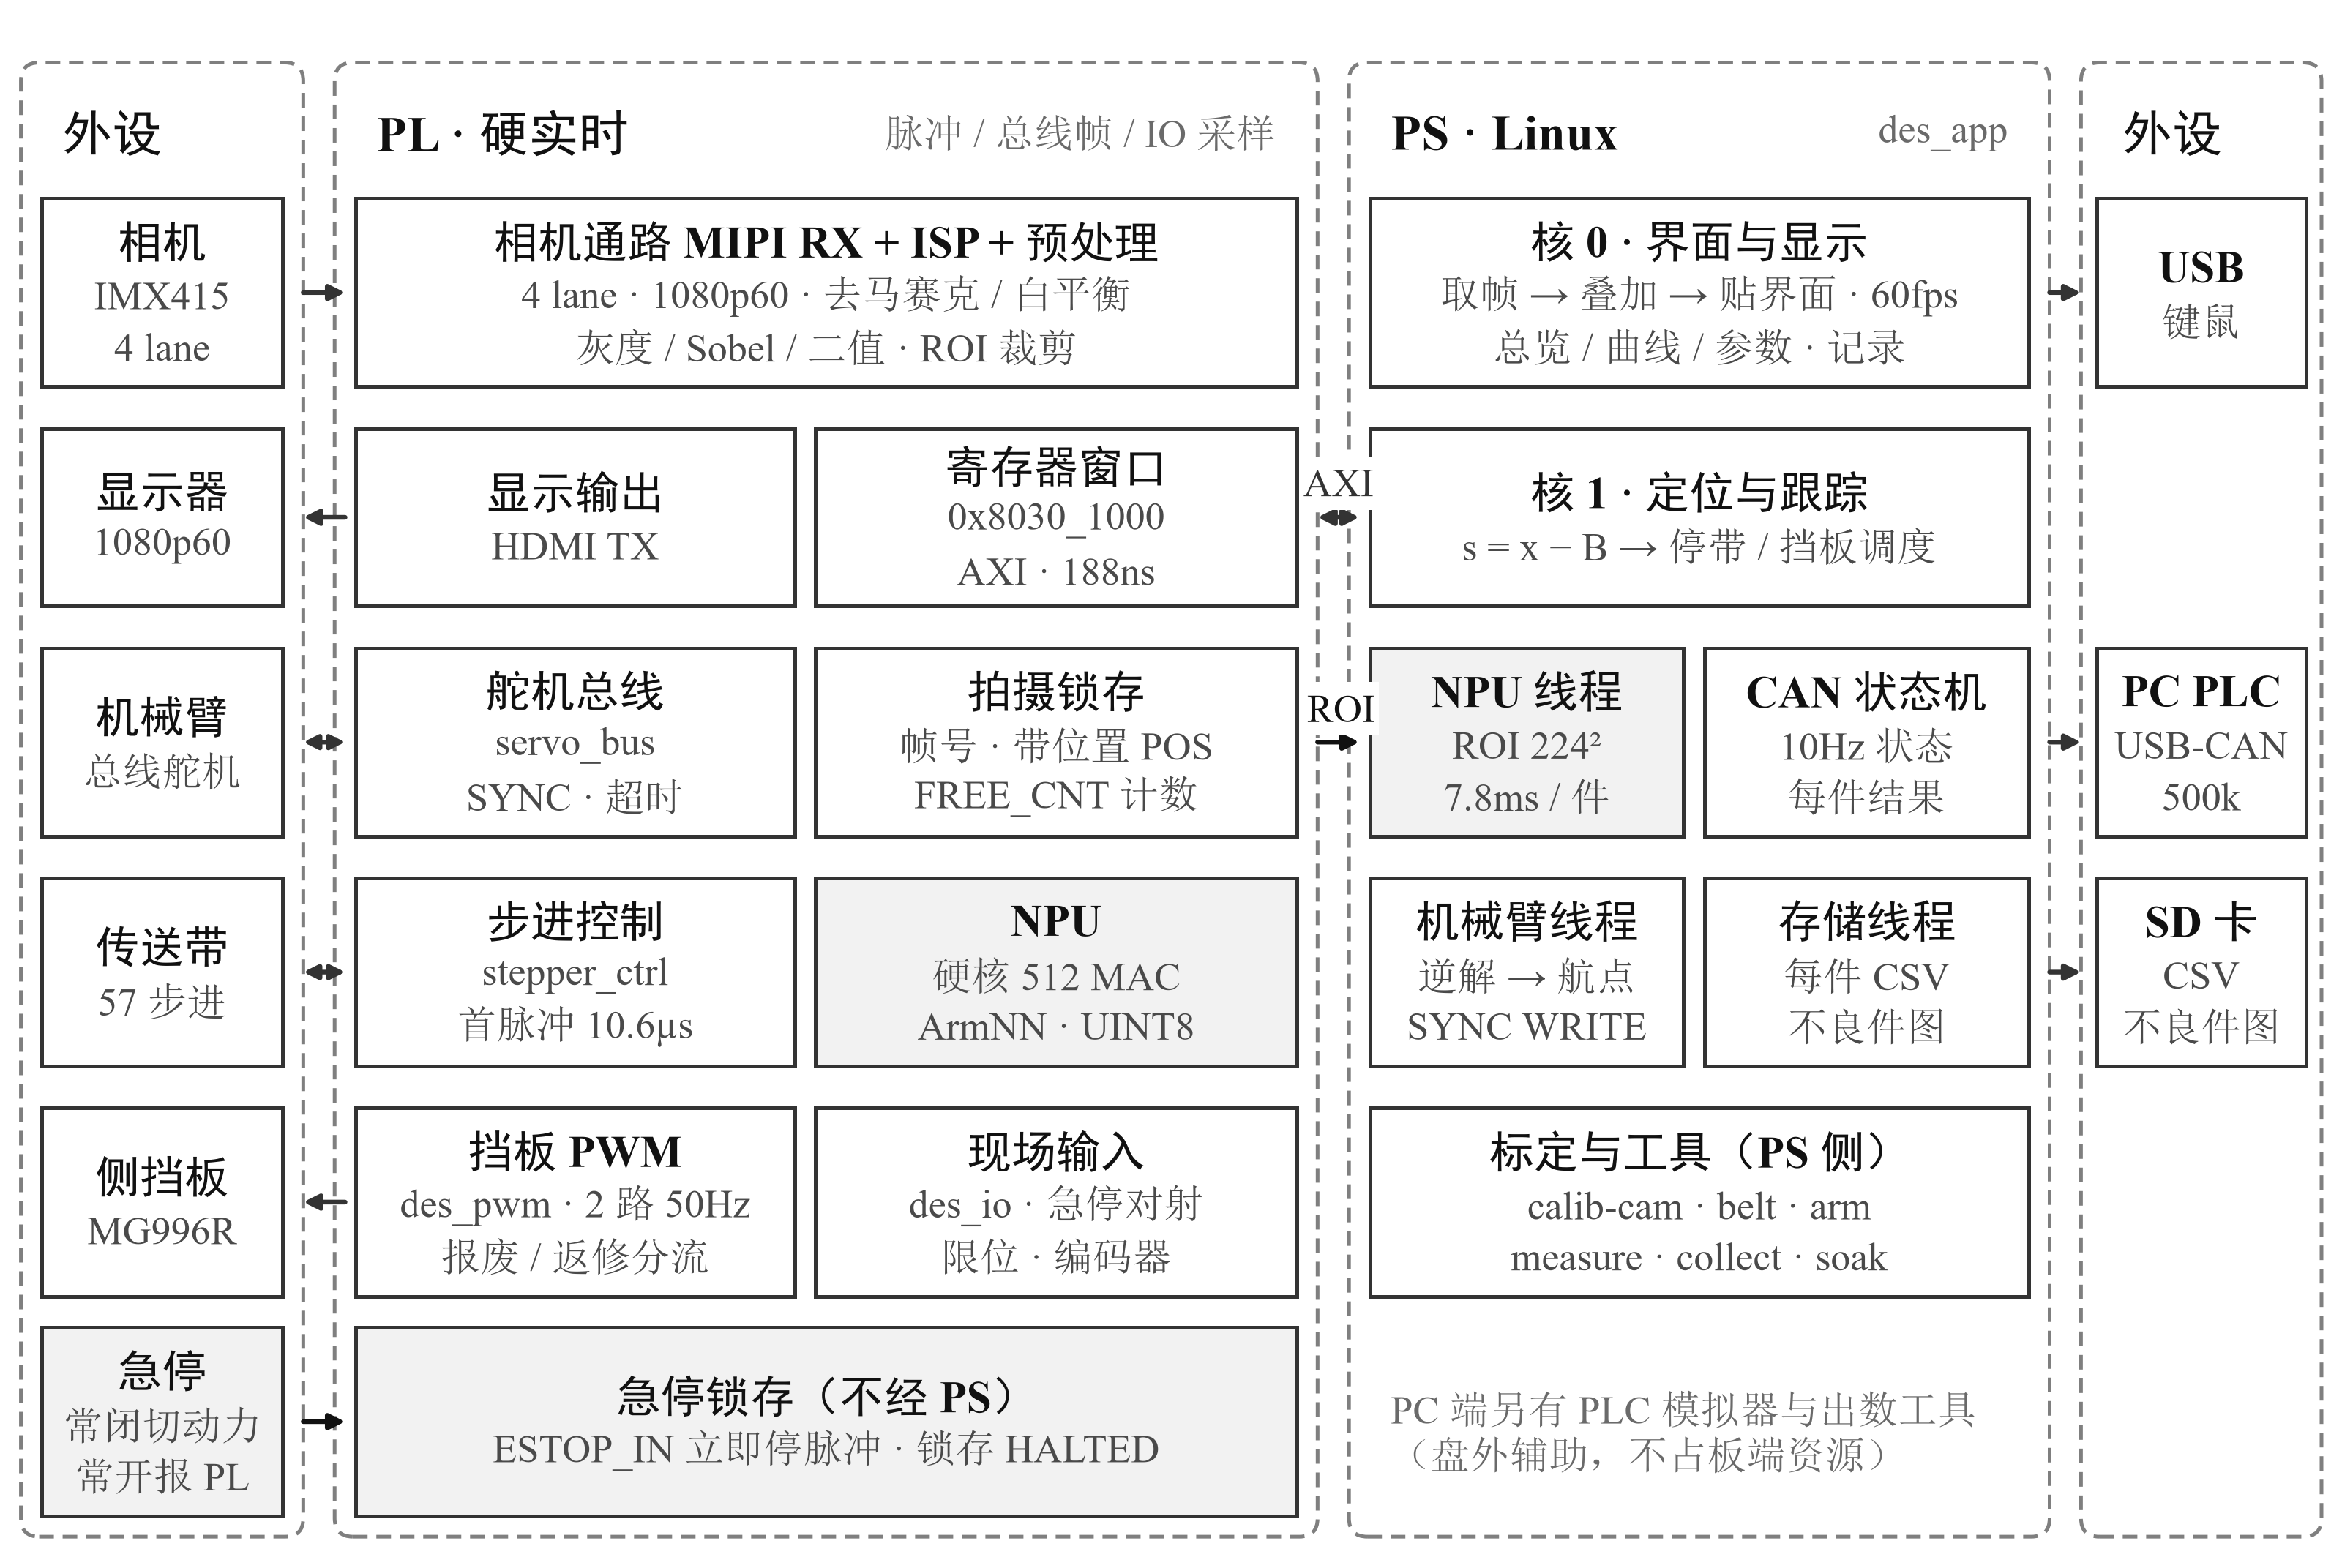 外设
相机
IMX415
4 lane
显示器
1080p60
机械臂
总线舵机
传送带
57 步进
侧挡板
MG996R
急停
常闭切动力
常开报 PL
PL · 硬实时
脉冲 / 总线帧 / IO 采样
相机通路 MIPI RX + ISP + 预处理
4 lane · 1080p60 · 去马赛克 / 白平衡
灰度 / Sobel / 二值 · ROI 裁剪
显示输出
HDMI TX
寄存器窗口
0x8030_1000
AXI · 188ns
舵机总线
servo_bus
SYNC · 超时
拍摄锁存
帧号 · 带位置 POS
FREE_CNT 计数
步进控制
stepper_ctrl
首脉冲 10.6μs
NPU
硬核 512 MAC
ArmNN · UINT8
挡板 PWM
des_pwm · 2 路 50Hz
报废 / 返修分流
现场输入
des_io · 急停对射
限位 · 编码器
急停锁存（不经 PS）
ESTOP_IN 立即停脉冲 · 锁存 HALTED
AXI
ROI
PS · Linux
des_app
核 0 · 界面与显示
取帧 → 叠加 → 贴界面 · 60fps
总览 / 曲线 / 参数 · 记录
核 1 · 定位与跟踪
s = x − B → 停带 / 挡板调度
NPU 线程
ROI 224²
7.8ms / 件
CAN 状态机
10Hz 状态
每件结果
机械臂线程
逆解 → 航点
SYNC WRITE
存储线程
每件 CSV
不良件图
标定与工具（PS 侧）
calib-cam · belt · arm
measure · collect · soak
PC 端另有 PLC 模拟器与出数工具
（盘外辅助，不占板端资源）
外设
USB
键鼠
PC PLC
USB-CAN
500k
SD 卡
CSV
不良件图